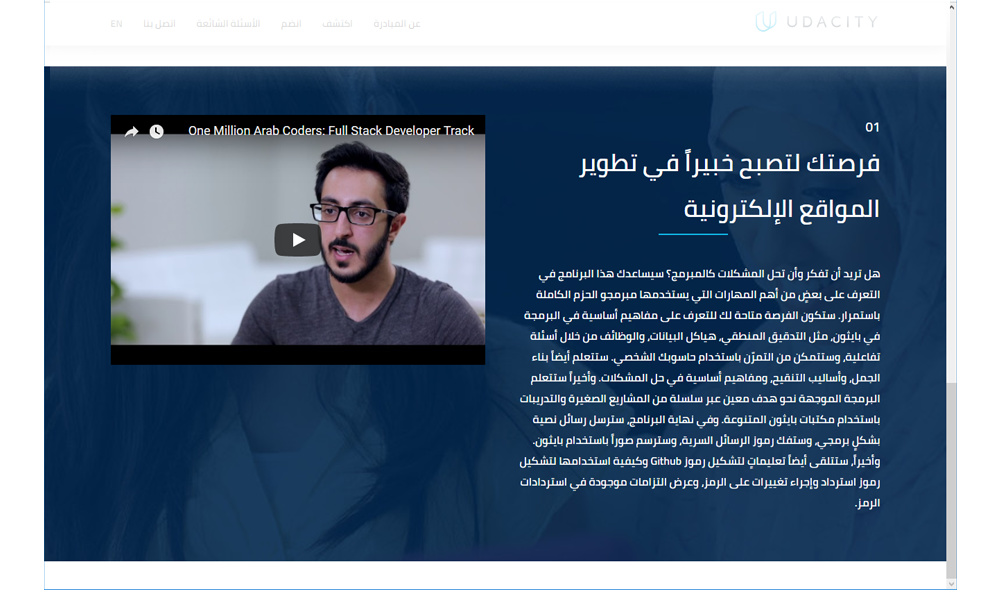 UDACITY
عن المبادرة
اكتشف
انضم
الأسئلة الشائعة
اتصل بنا
EN
01
فرصتك لتصبح خبيراً في تطوير
المواقع الإلكترونية
هل تريد أن تفكر وأن تحل المشكلات كالمبرمج؟ سيساعدك هذا البرنامج في
التعرف على بعضٍ من أهم المهارات التي يستخدمها مبرمجو الحزم الكاملة
باستمرار. ستكون الفرصة متاحة لك للتعرف على مفاهيم أساسية في البرمجة
في بايثون، مثل التدقيق المنطقي، هياكل البيانات، والوظائف من خلال أسئلة
تفاعلية، وستتمكن من التمرّن باستخدام حاسوبك الشخصي. ستتعلم أيضاً بناء
الجمل، وأساليب التنقيح، ومفاهيم أساسية في حل المشكلات. وأخيراً ستتعلم
البرمجة الموجهة نحو هدف معين عبر سلسلة من المشاريع الصغيرة والتدريبات
باستخدام مكتبات بايثون المتنوعة. وفي نهاية البرنامج، سترسل رسائل نصية
بشكلٍ برمجي، وستفك رموز الرسائل السرية، وسترسم صوراً باستخدام بايثون.
وأخيراً، ستتلقى أيضاً تعليماتٍ لتشكيل رموز Github وكيفية استخدامها لتشكيل
رموز استرداد وإجراء تغييرات على الرمز، وعرض التزامات موجودة في استردادات
الرمز.
One Million Arab Coders: Full Stack Developer Track